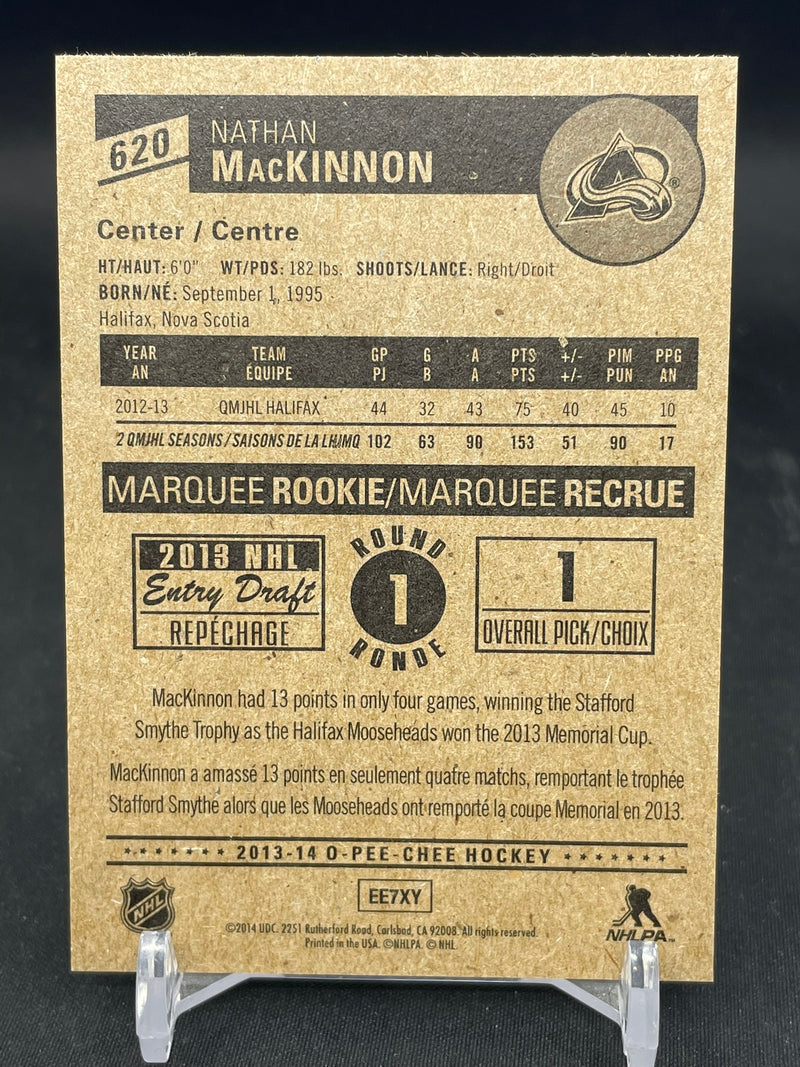 620
NATHAN
MacKINNON
®
Center / Centre
HT/HAUT: 6'0" WT/PDS: 182 lbs. SHOOTS/LANCE: Right/Droit
BORN/NÉ: September 1, 1995
Halifax, Nova Scotia
YEAR TEAM GP G A PTS +/- PIM PPG
AN ÉQUIPE PJ B A PTS +/- PUN AN
2012-13 QMJHL HALIFAX 44 32 43 75 40 45 10
2 QMJHL SEASONS/SAISONS DE LA LHJMQ 102 63 90 153 51 90 17
MARQUEE ROOKIE/MARQUEE RECRUE
2013 NHL
Entry Draft
REPÉCHAGE
ROUND
1
RONDE
1
OVERALL PICK/CHOIX
MacKinnon had 13 points in only four games, winning the Stafford
Smythe Trophy as the Halifax Mooseheads won the 2013 Memorial Cup.
MacKinnon a amassé 13 points en seulement quatre matchs, remportant le trophée
Stafford Smythe alors que les Mooseheads ont remporté la coupe Memorial en 2013.
2013-14 O-PEE-CHEE HOCKEY
NHL
EE7XY
NHLPA™
©2014 UDC. 2251 Rutherford Road, Carlsbad, CA 92008. All rights reserved.
Printed in the USA. ©NHLPA. © NHL.